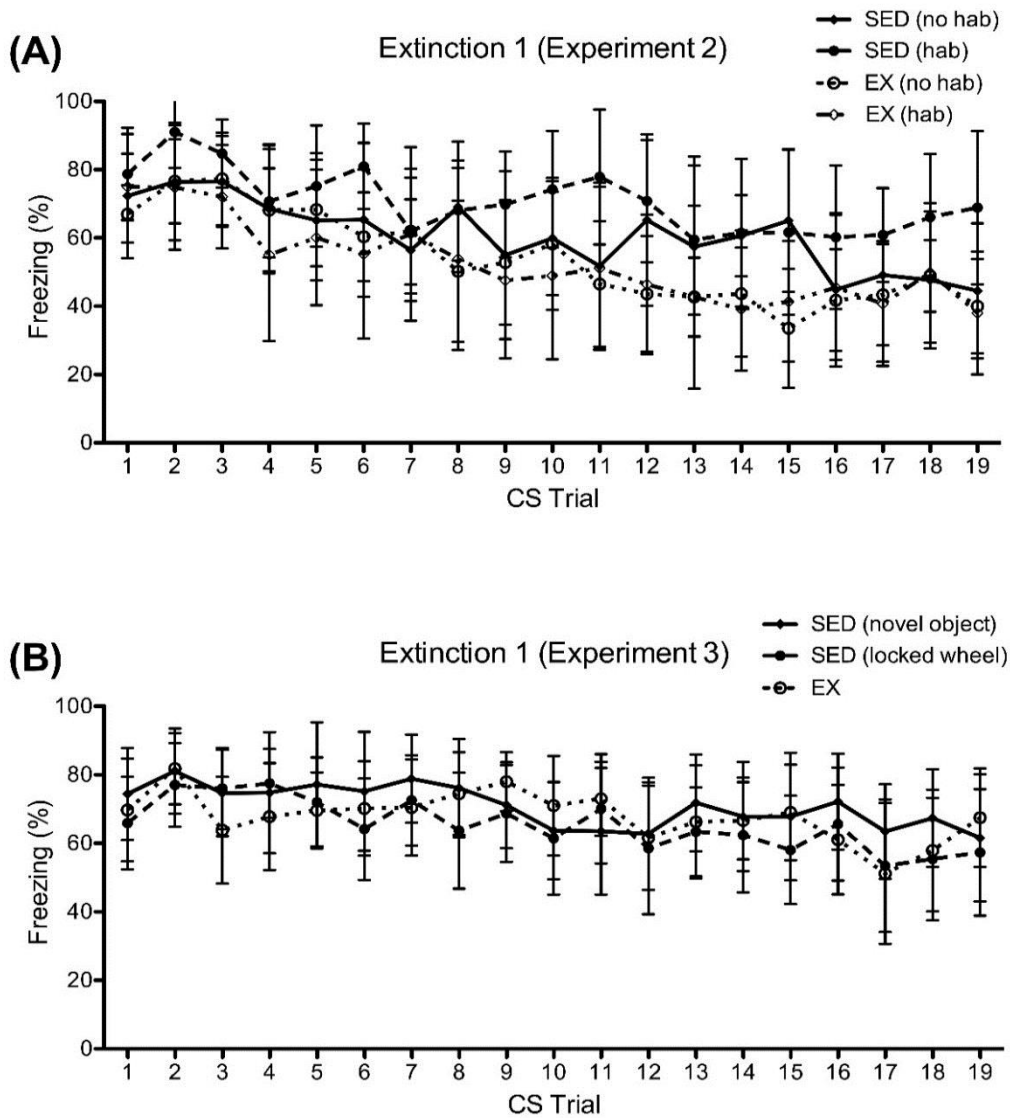 (A)
Extinction 1 (Experiment 2)
SED (no hab)
SED (hab)
EX (no hab)
EX (hab)
Freezing (%)
100
80
60
40
20
0
1 2 3 4 5 6 7 8 9 10 11 12 13 14 15 16 17 18 19
CS Trial
(B)
Extinction 1 (Experiment 3)
SED (novel object)
SED (locked wheel)
EX
Freezing (%)
100
80
60
40
20
0
1 2 3 4 5 6 7 8 9 10 11 12 13 14 15 16 17 18 19
CS Trial